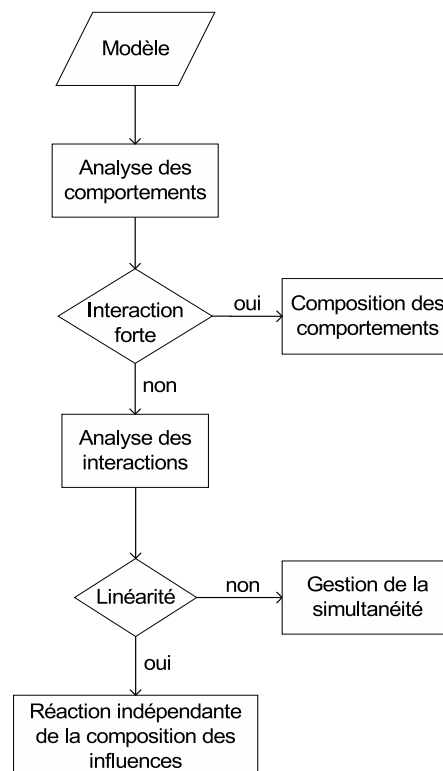 Modèle
Analyse des
comportements
Interaction
forte
oui
Composition des
comportements
non
Analyse des
interactions
Linéarité
non
Gestion de la
simultanéité
oui
Réaction indépendante
de la composition des
influences